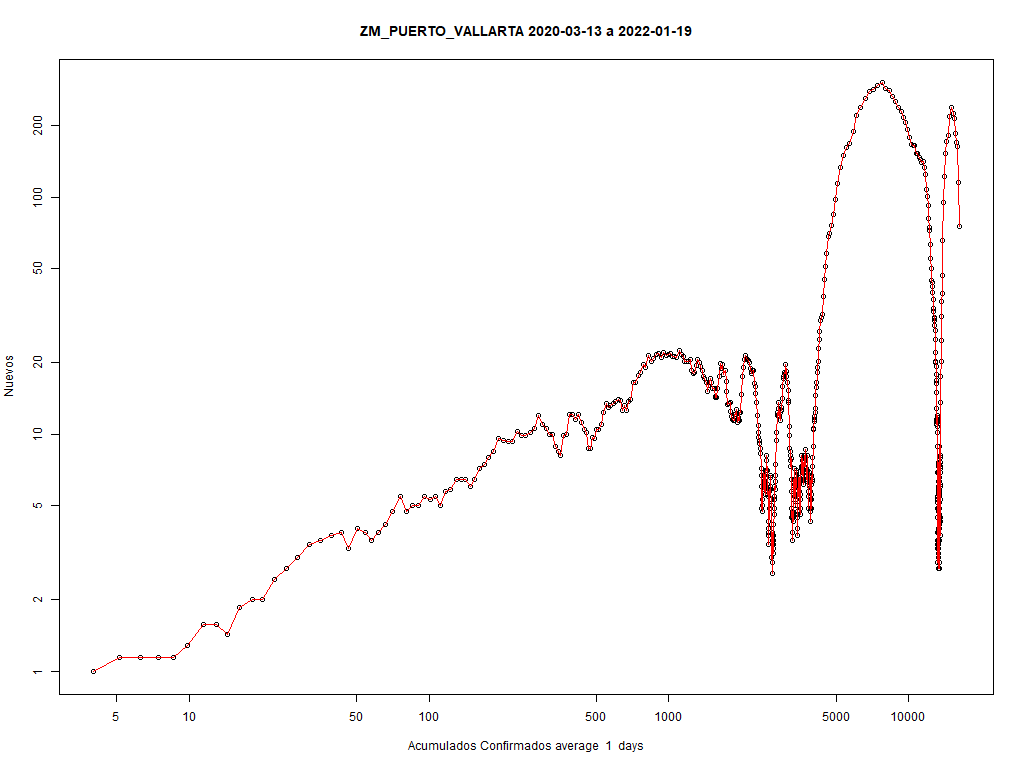 ZM_PUERTO_VALLARTA 2020-03-13 a 2022-01-19
Nuevos
200
100
50
20
10
5
2
1
5 10 50 100 500 1000 5000 10000
Acumulados Confirmados average 1 days